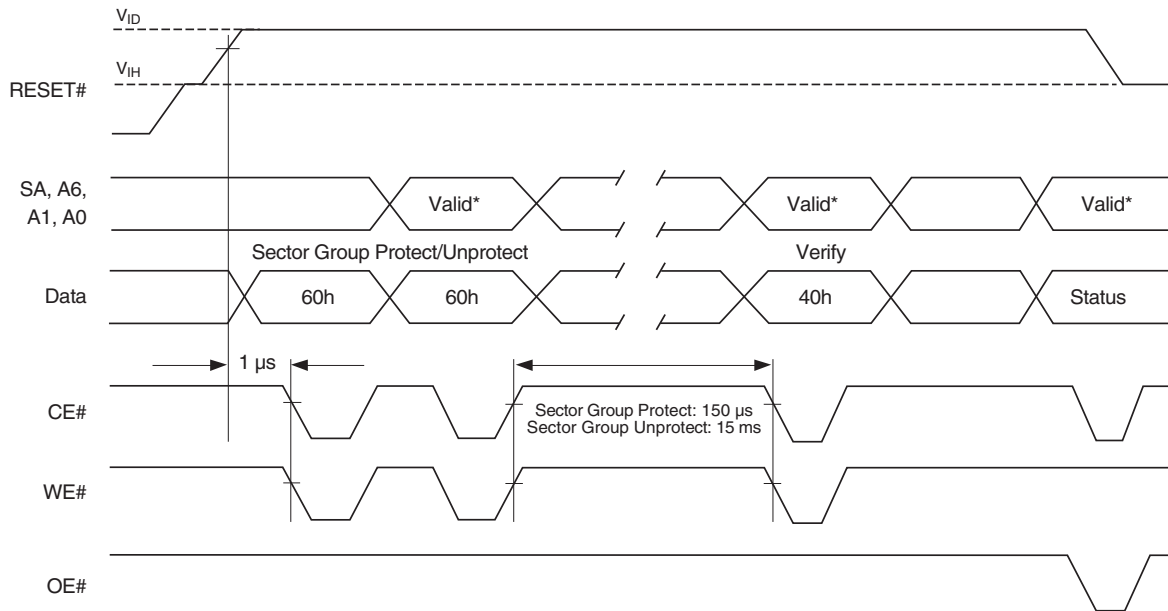 VID
VIH
RESET#
SA, A6,
A1, A0
Valid*
Valid*
Valid*
Sector Group Protect/Unprotect
Verify
Data
60h
60h
40h
Status
1 µs
CE#
Sector Group Protect: 150 µs
Sector Group Unprotect: 15 ms
WE#
OE#